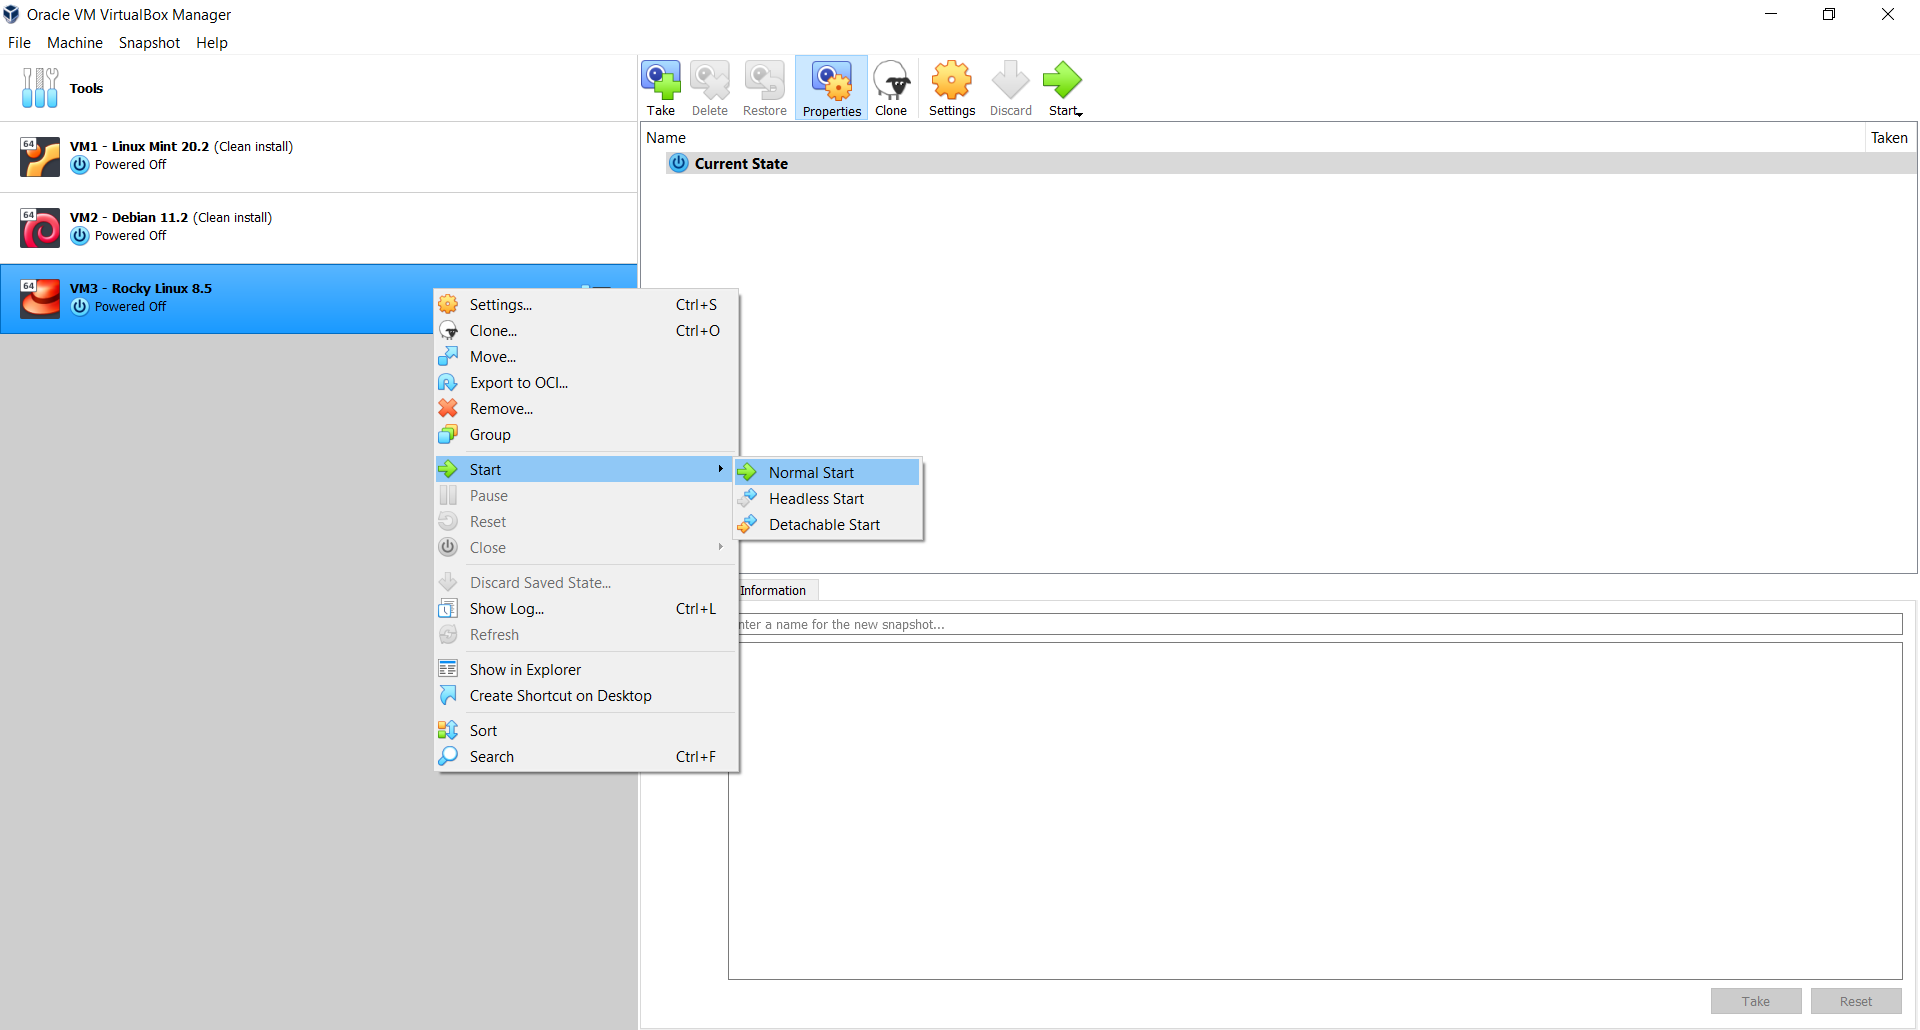 Oracle VM VirtualBox Manager
File Machine Snapshot Help
Tools
Take Delete Restore Properties Clone Settings Discard Start
Name Taken
Current State
64
VM1 - Linux Mint 20.2 (Clean install)
Powered Off
64
VM2 - Debian 11.2 (Clean install)
Powered Off
64
VM3 - Rocky Linux 8.5
Powered Off
Settings... Ctrl+S
Clone... Ctrl+O
Move...
Export to OCI...
Remove...
Group
Start
Pause
Reset
Close
Discard Saved State...
Show Log... Ctrl+L
Refresh
Show in Explorer
Create Shortcut on Desktop
Sort
Search Ctrl+F
Normal Start
Headless Start
Detachable Start
Information
nter a name for the new snapshot...
Take Reset